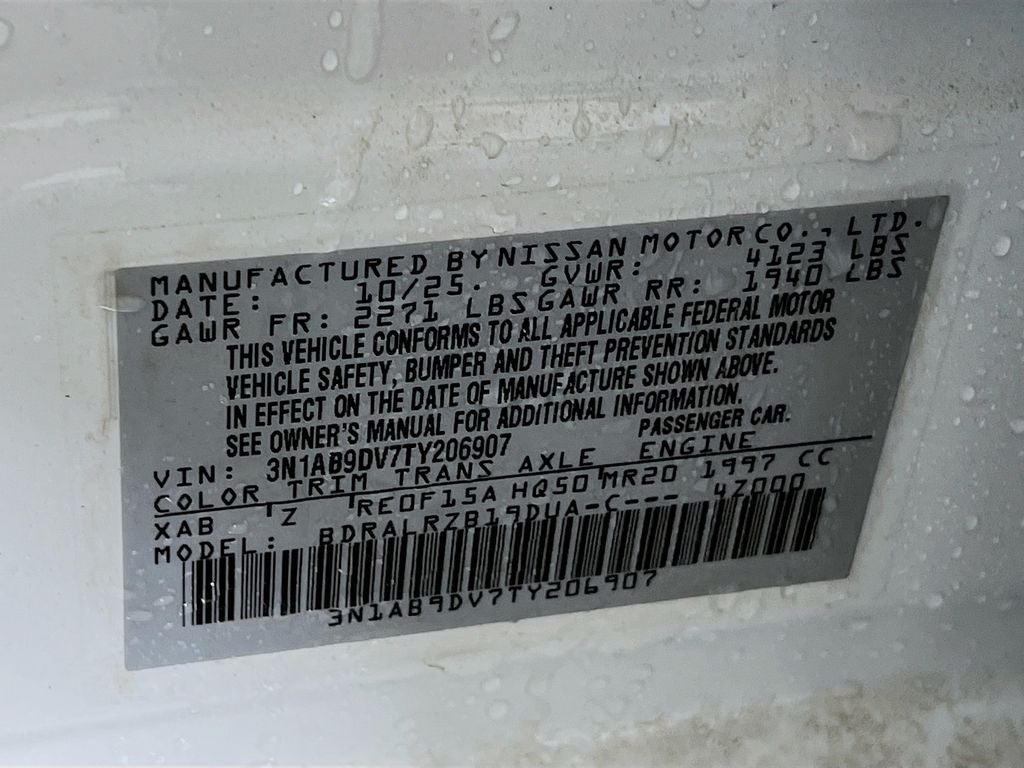 MANUFACTURED BY NISSAN MOTOR CO., LTD.
DATE: 10/25. GVWR: 4123 LBS
GAWR FR: 2271 LBS GAWR RR: 1940 LBS
THIS VEHICLE CONFORMS TO ALL APPLICABLE FEDERAL MOTOR
VEHICLE SAFETY, BUMPER AND THEFT PREVENTION STANDARDS
IN EFFECT ON THE DATE OF MANUFACTURE SHOWN ABOVE.
SEE OWNER'S MANUAL FOR ADDITIONAL INFORMATION.
VIN: 3N1AB9DV7TY206907 PASSENGER CAR.
COLOR TRIM TRANS AXLE ENGINE
XAB Z RE0F15A HQ50 MR20 1997 CC
MODEL: BDRALRZB19DUA-C--- 4Z000
3N1AB9DV7TY206907